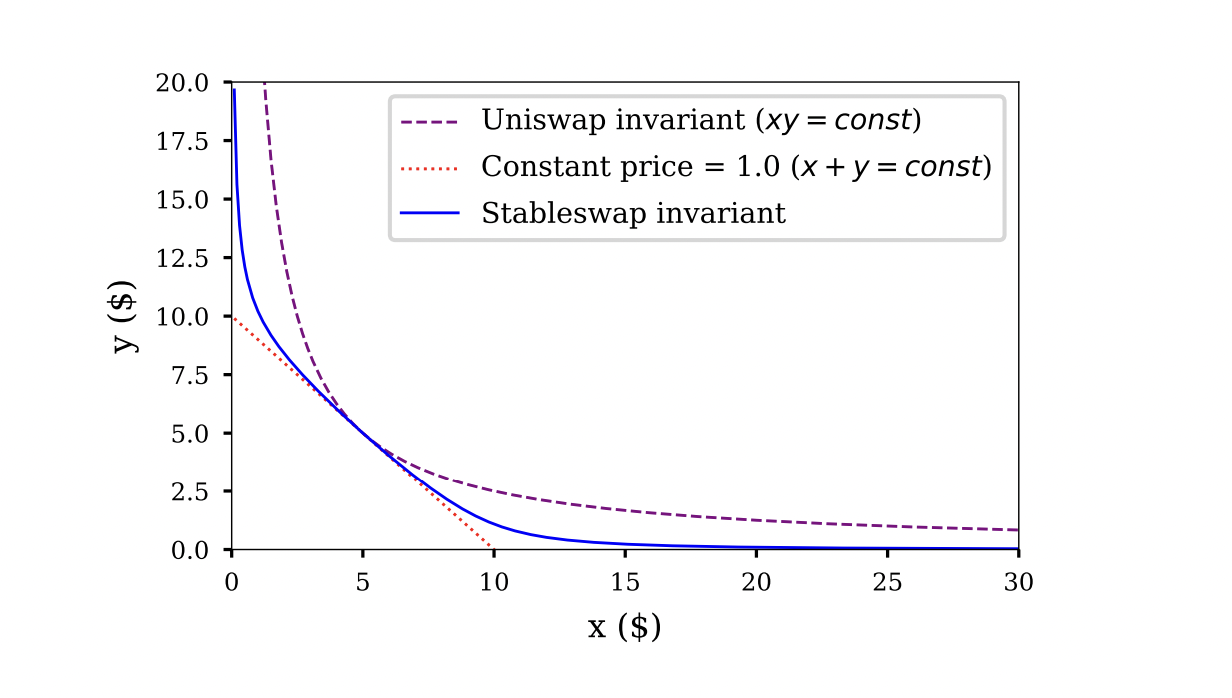 20.0
17.5
15.0
12.5
10.0
7.5
5.0
2.5
0.0
y ($)
Uniswap invariant (xy = const)
Constant price = 1.0 (x + y = const)
Stableswap invariant
0 5 10 15 20 25 30
x ($)